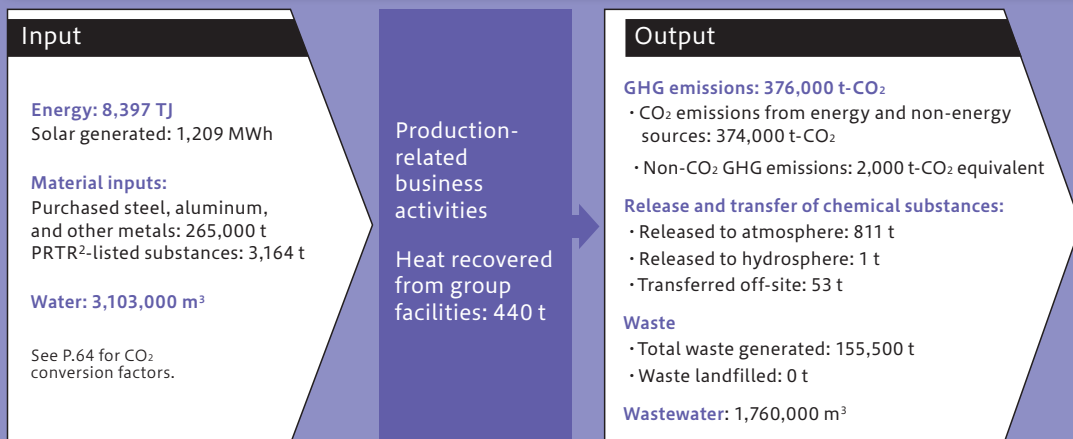 Input
Energy: 8,397 TJ
Solar generated: 1,209 MWh
Material inputs:
Purchased steel, aluminum,
and other metals: 265,000 t
PRTR²-listed substances: 3,164 t
Water: 3,103,000 m³
See P.64 for CO₂
conversion factors.
Production-
related
business
activities
Heat recovered
from group
facilities: 440 t
Output
GHG emissions: 376,000 t-CO₂
・CO₂ emissions from energy and non-energy
sources: 374,000 t-CO₂
・Non-CO₂ GHG emissions: 2,000 t-CO₂ equivalent
Release and transfer of chemical substances:
・Released to atmosphere: 811 t
・Released to hydrosphere: 1 t
・Transferred off-site: 53 t
Waste
・Total waste generated: 155,500 t
・Waste landfilled: 0 t
Wastewater: 1,760,000 m³